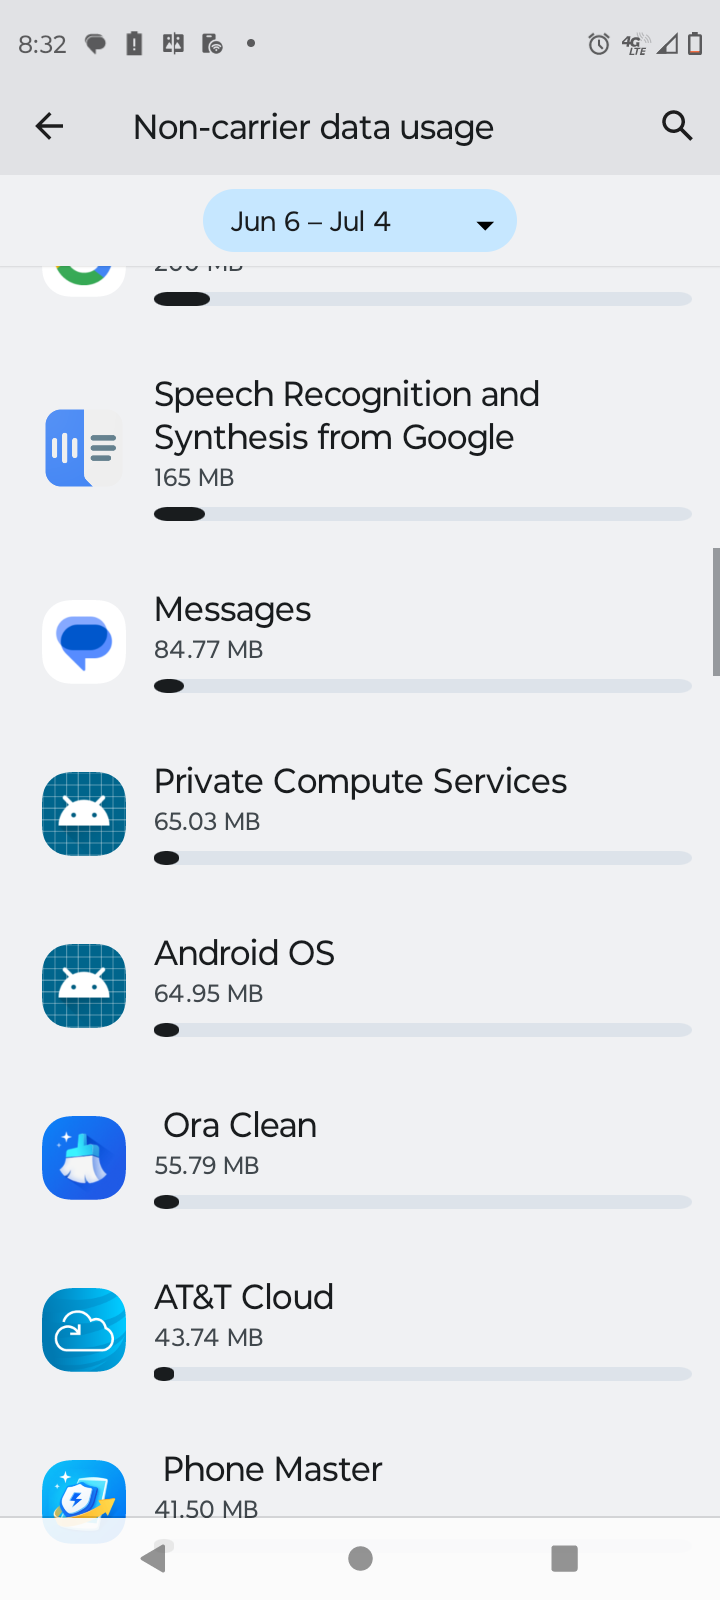 8:32
4G
LTE
Non-carrier data usage
Jun 6 – Jul 4
MB
Speech Recognition and
Synthesis from Google
165 MB
Messages
84.77 MB
Private Compute Services
65.03 MB
Android OS
64.95 MB
Ora Clean
55.79 MB
AT&T Cloud
43.74 MB
Phone Master
41.50 MB